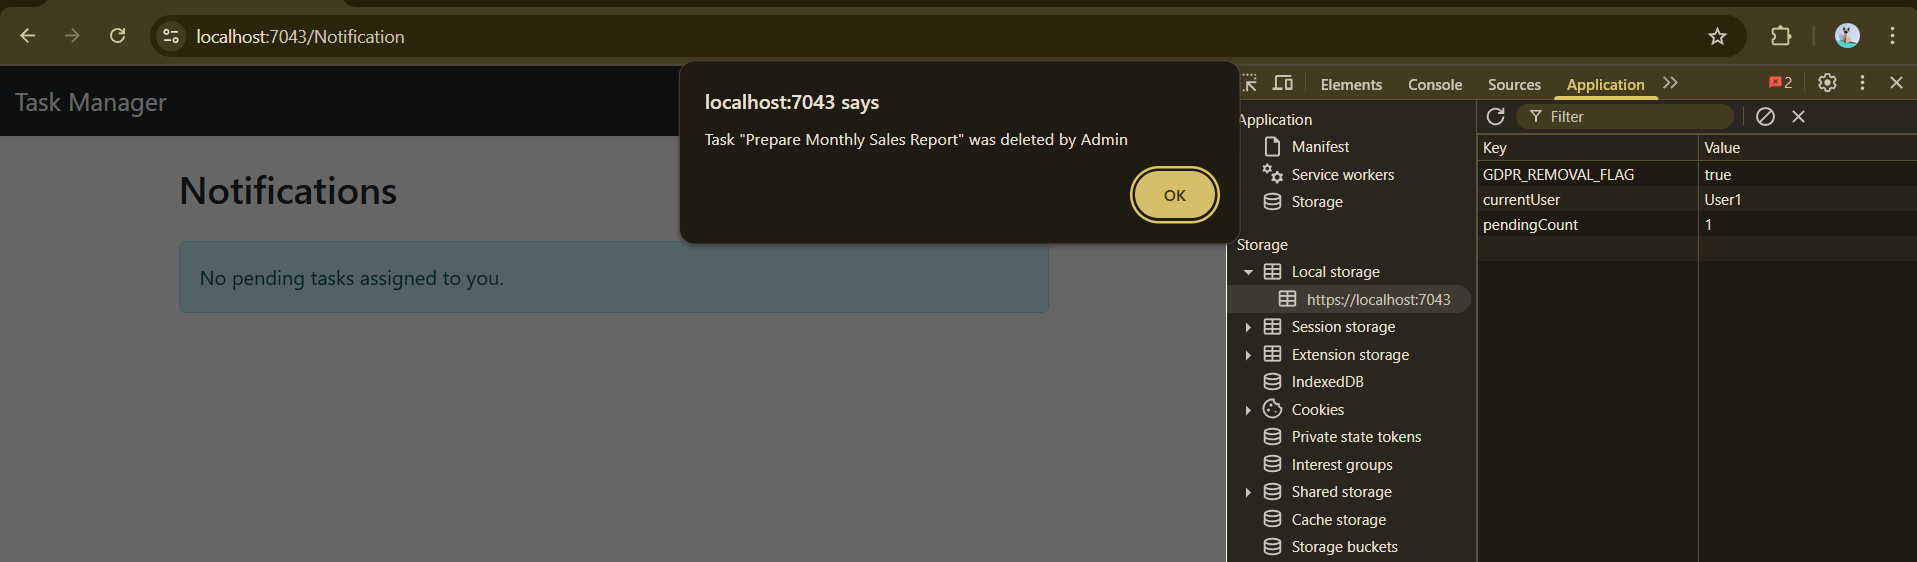 localhost:7043/Notification
Task Manager
localhost:7043 says
Task "Prepare Monthly Sales Report" was deleted by Admin
OK
Notifications
No pending tasks assigned to you.
Elements Console Sources Application 2
Application
Manifest
Service workers
Storage
Storage
Local storage
https://localhost:7043
Session storage
Extension storage
IndexedDB
Cookies
Private state tokens
Interest groups
Shared storage
Cache storage
Storage buckets
Filter
Key Value
GDPR_REMOVAL_FLAG true
currentUser User1
pendingCount 1